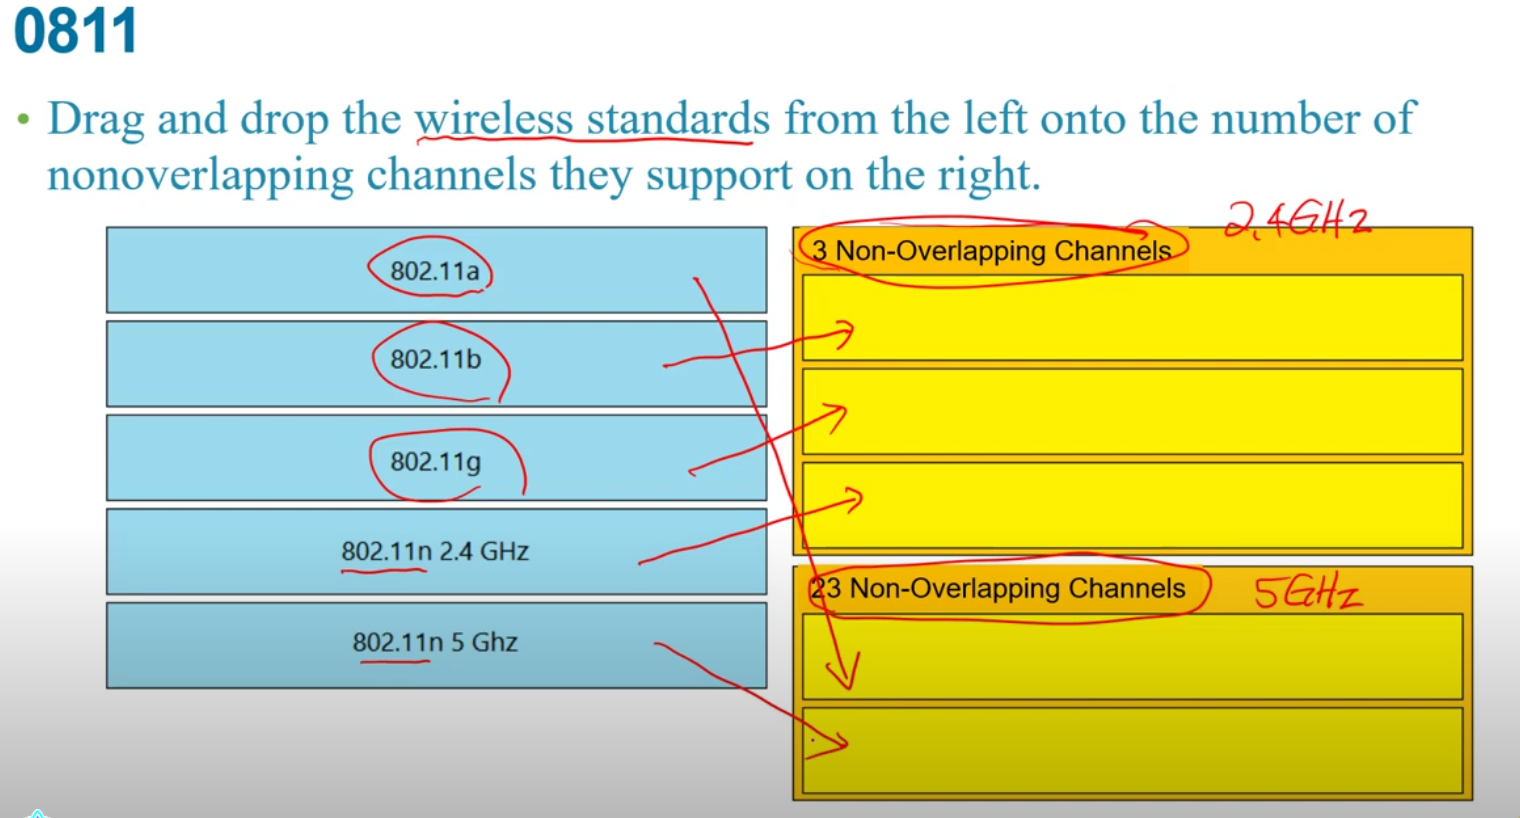 0811
• Drag and drop the wireless standards from the left onto the number of
nonoverlapping channels they support on the right.
2.4GHz
802.11a
802.11b
802.11g
802.11n 2.4 GHz
802.11n 5 Ghz
3 Non-Overlapping Channels
23 Non-Overlapping Channels
5GHz